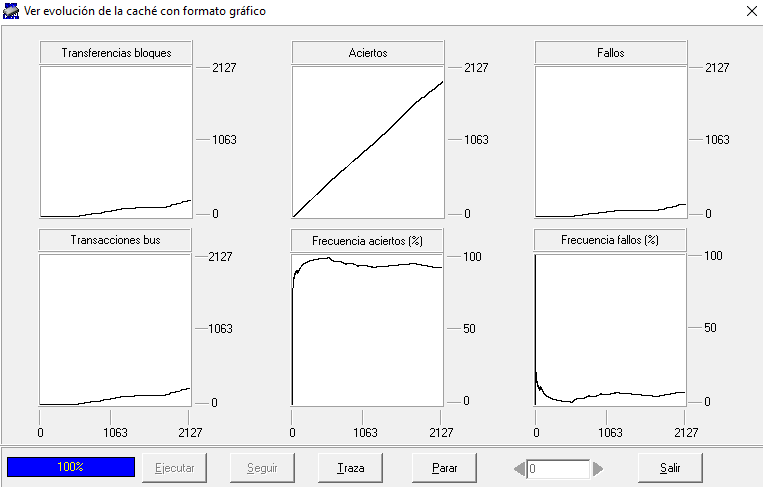 Ver evolución de la caché con formato gráfico
Transferencias bloques
2127
1063
0
Aciertos
2127
1063
0
Fallos
2127
1063
0
Transacciones bus
2127
1063
0
0 1063 2127
Frecuencia aciertos (%)
100
50
0
0 1063 2127
Frecuencia fallos (%)
100
50
0
0 1063 2127
100%
Ejecutar
Seguir
Traza
Parar
0
Salir